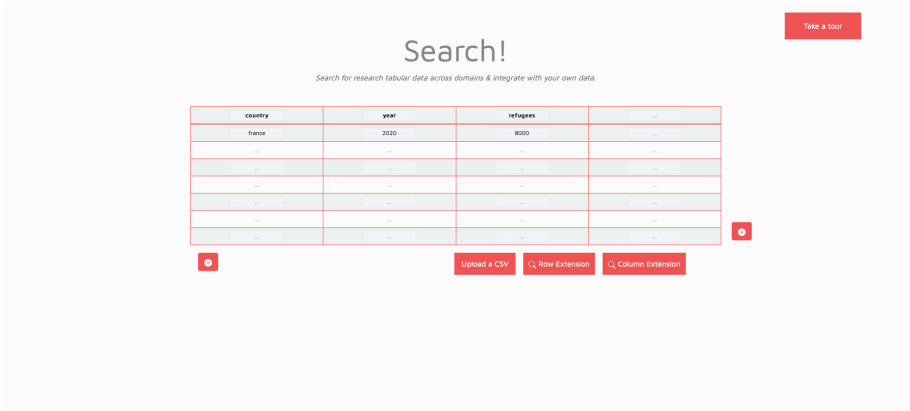 Take a tour
Search!
Search for research tabular data across domains & integrate with your own data.
country year refugees ...
france 2020 8000 ...
... ... ... ...
... ... ... ...
... ... ... ...
... ... ... ...
... ... ... ...
... ... ... ...
Upload a CSV Row Extension Column Extension